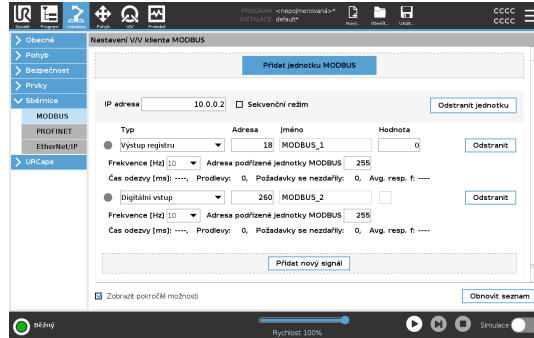 PROGRAM <nepojmenovaná>*
INSTALACE default*
Spustit Program Instalace Pohyb V/V Protokol Nový... Otevřít... Uložit...
CCCC
CCCC
Obecné
Pohyb
Bezpečnost
Prvky
Sběrnice
MODBUS
PROFINET
EtherNet/IP
URCaps
Nastavení V/V klienta MODBUS
Přidat jednotku MODBUS
IP adresa 10.0.0.2 Sekvenční režim Odstranit jednotku
Typ Adresa Jméno Hodnota
Výstup registru 18 MODBUS_1 0 Odstranit
Frekvence [Hz] 10 Adresa podřízené jednotky MODBUS 255
Čas odezvy [ms]: ----, Prodlevy: 0, Požadavky se nezdařily: 0, Avg. resp. f: ----
Digitální vstup 260 MODBUS_2 Odstranit
Frekvence [Hz] 10 Adresa podřízené jednotky MODBUS 255
Čas odezvy [ms]: ----, Prodlevy: 0, Požadavky se nezdařily: 0, Avg. resp. f: ----
Přidat nový signál
Zobrazit pokročilé možnosti
Obnovit seznam
Běžný
Rychlost 100%
Simulace